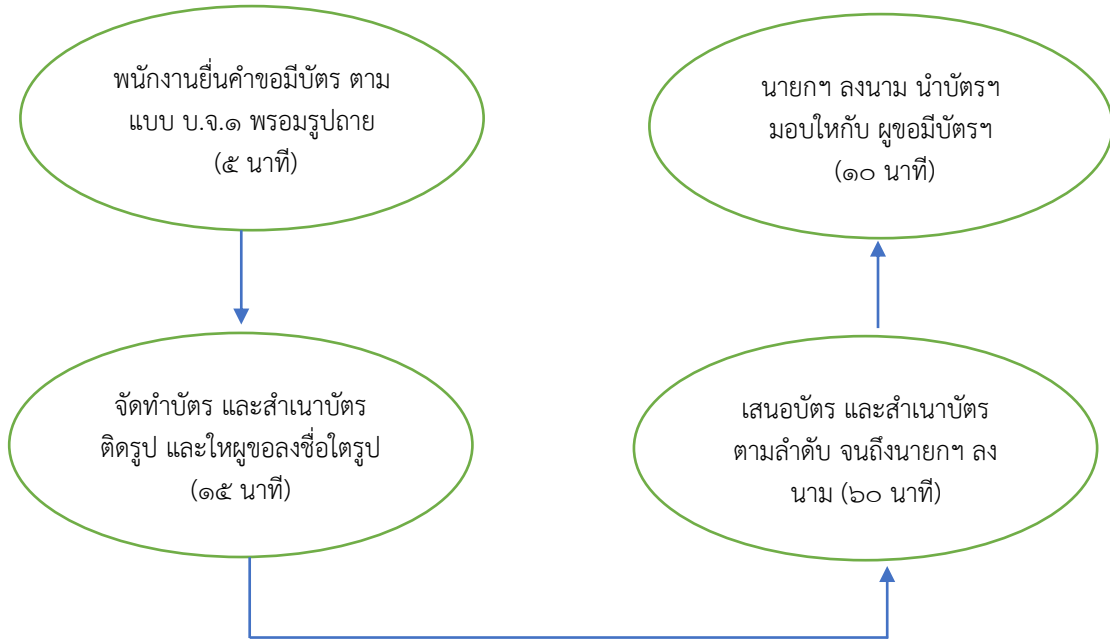 พนักงานยื่นคำขอมีบัตร ตาม
แบบ บ.จ.๑ พรอมรูปถาย
(๕ นาที)
จัดทำบัตร และสำเนาบัตร
ติดรูป และใหผูขอลงชื่อใตรูป
(๑๕ นาที)
เสนอบัตร และสำเนาบัตร
ตามลำดับ จนถึงนายกฯ ลง
นาม (๖๐ นาที)
นายกฯ ลงนาม นำบัตรฯ
มอบใหกับ ผูขอมีบัตรฯ
(๑๐ นาที)